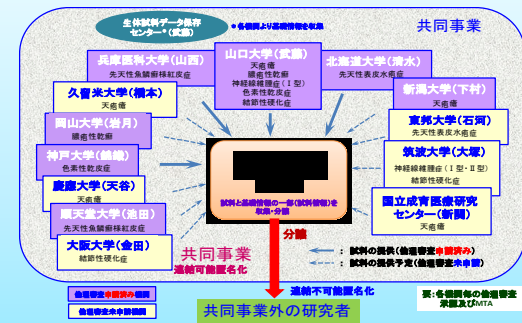 共同事業
生体試料データ保存
センター*(武藤)
*各機関より基礎情報を収集
兵庫医科大学(山西)
先天性魚鱗癬様紅皮症
山口大学(武藤)
天疱瘡
膿疱性乾癬
神経線維腫症(Ⅰ型)
色素性乾皮症
結節性硬化症
北海道大学(清水)
先天性表皮水疱症
久留米大学(橋本)
天疱瘡
新潟大学(下村)
天疱瘡
岡山大学(岩月)
膿疱性乾癬
東邦大学(石河)
先天性表皮水疱症
神戸大学(錦織)
色素性乾皮症
筑波大学(大塚)
神経線維腫症(Ⅰ型・Ⅱ型)
結節性硬化症
慶應大学(天谷)
天疱瘡
順天堂大学(池田)
先天性魚鱗癬様紅皮症
国立成育医療研究
センター(新関)
天疱瘡
大阪大学(金田)
結節性硬化症
試料と基礎情報の一部(試料情報)を
収集・分譲
共同事業
連結可能匿名化
分譲
: 試料の提供(倫理審査申請済み)
: 試料の提供予定(倫理審査未申請)
連結不可能匿名化
倫理審査申請済み機関
倫理審査未申請機関
共同事業外の研究者
要:各機関毎の倫理審査
承認及びMTA